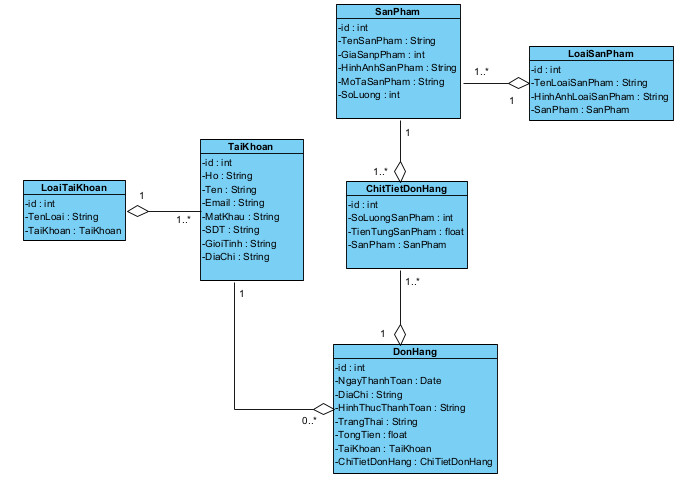 SanPham
-id : int
-TenSanPham : String
-GiaSanpPham : int
-HinhAnhSanPham : String
-MoTaSanPham : String
-SoLuong : int
1..*
1
LoaiSanPham
-id : int
-TenLoaiSanPham : String
-HinhAnhLoaiSanPham : String
-SanPham : SanPham
1
1..*
TaiKhoan
-id : int
-Ho : String
-Ten : String
-Email : String
-MatKhau : String
-SDT : String
-GioiTinh : String
-DiaChi : String
LoaiTaiKhoan
-id : int
-TenLoai : String
-TaiKhoan : TaiKhoan
1
1..*
ChitTietDonHang
-id : int
-SoLuongSanPham : int
-TienTungSanPham : float
-SanPham : SanPham
1..*
1
1
0..*
DonHang
-id : int
-NgayThanhToan : Date
-DiaChi : String
-HinhThucThanhToan : String
-TrangThai : String
-TongTien : float
-TaiKhoan : TaiKhoan
-ChiTietDonHang : ChiTietDonHang